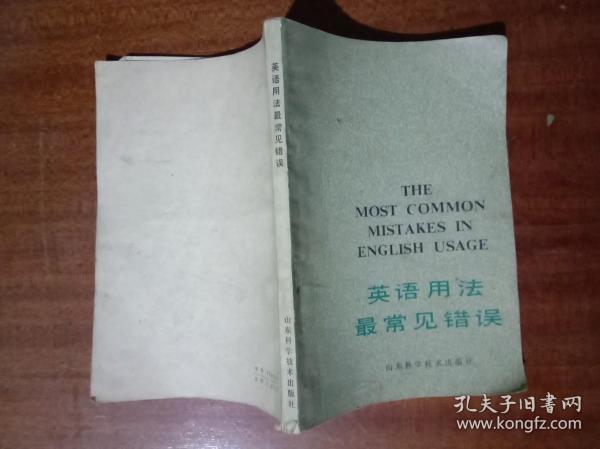 THE
MOST COMMON
MISTAKES IN
ENGLISH USAGE
英语用法
最常见错误
山东科学技术出版社
英语用法最常见错误
山东科学技术出版社
孔夫子旧书网
www.kongfz.com